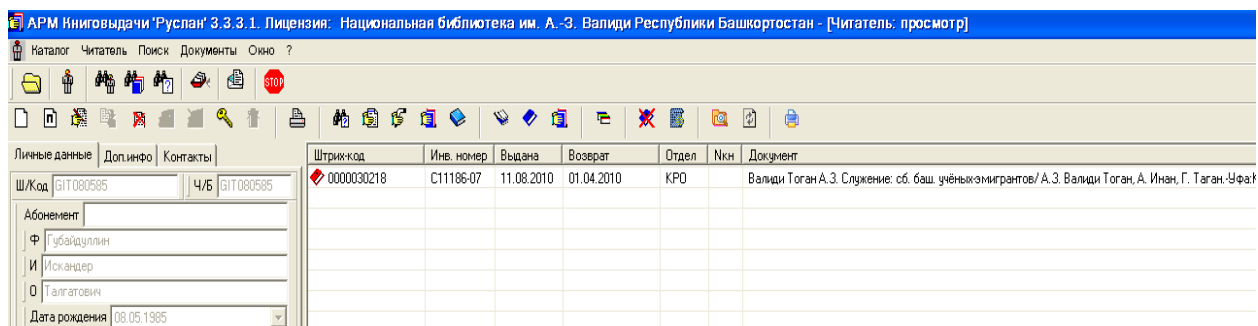 АРМ Книговыдачи 'Руслан' 3.3.3.1. Лицензия: Национальная библиотека им. А.-З. Валиди Республики Башкортостан - [Читатель: просмотр]
Каталог Читатель Поиск Документы Окно ?
STOP
Личные данные Доп.инфо Контакты
Штрих-код Инв. номер Выдана Возврат Отдел Nкн Документ
0000030218 С11186-07 11.08.2010 01.04.2010 КРО Валиди Тоган А.З. Служение: сб. баш. учёных-эмигрантов/ А.З. Валиди Тоган, А. Инан, Г. Таган.-Уфа:
Ш/Код GIT080585 Ч/Б GIT080585
Абонемент
Ф Губайдуллин
И Искандер
О Талгатович
Дата рождения 08.05.1985